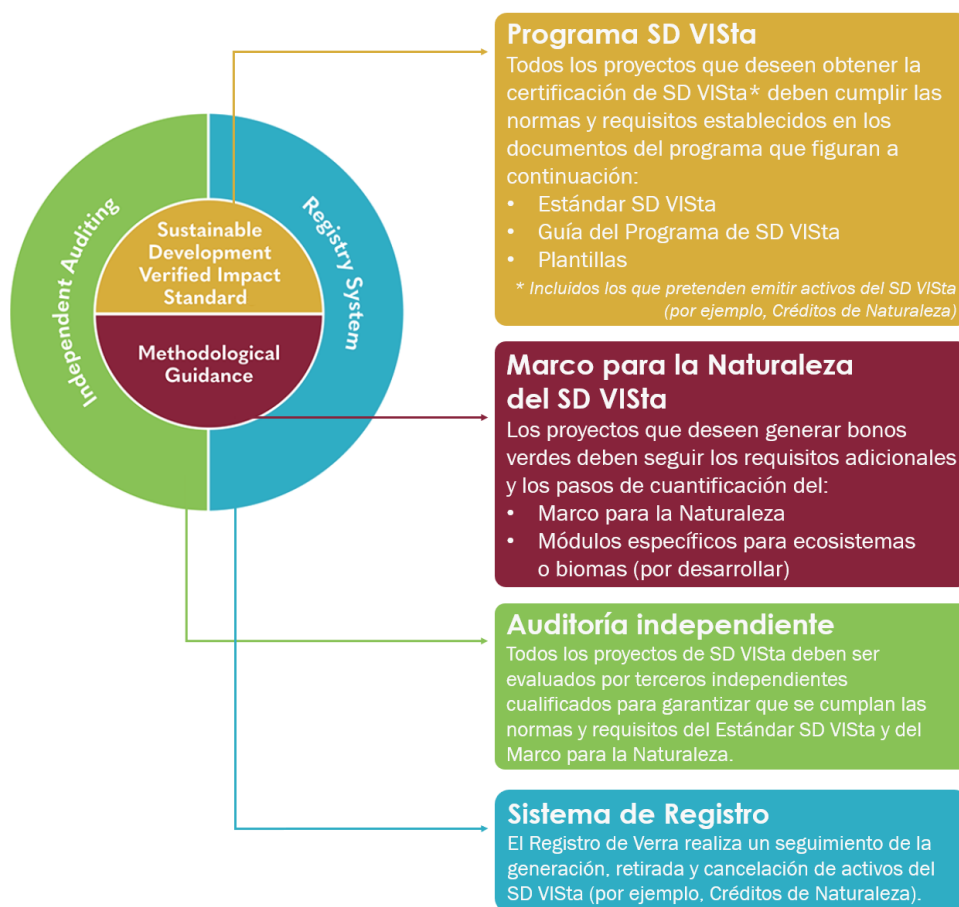 Independent Auditing
Registry System
Sustainable
Development
Verified Impact
Standard
Methodological
Guidance
Programa SD VISta
Todos los proyectos que deseen obtener la
certificación de SD VISta* deben cumplir las
normas y requisitos establecidos en los
documentos del programa que figuran a
continuación:
• Estándar SD VISta
• Guía del Programa de SD VISta
• Plantillas
* Incluidos los que pretenden emitir activos del SD VISta
(por ejemplo, Créditos de Naturaleza)
Marco para la Naturaleza
del SD VISta
Los proyectos que deseen generar bonos
verdes deben seguir los requisitos adicionales
y los pasos de cuantificación del:
• Marco para la Naturaleza
• Módulos específicos para ecosistemas
o biomas (por desarrollar)
Auditoría independiente
Todos los proyectos de SD VISta deben ser
evaluados por terceros independientes
cualificados para garantizar que se cumplan las
normas y requisitos del Estándar SD VISta y del
Marco para la Naturaleza.
Sistema de Registro
El Registro de Verra realiza un seguimiento de la
generación, retirada y cancelación de activos del
SD VISta (por ejemplo, Créditos de Naturaleza).